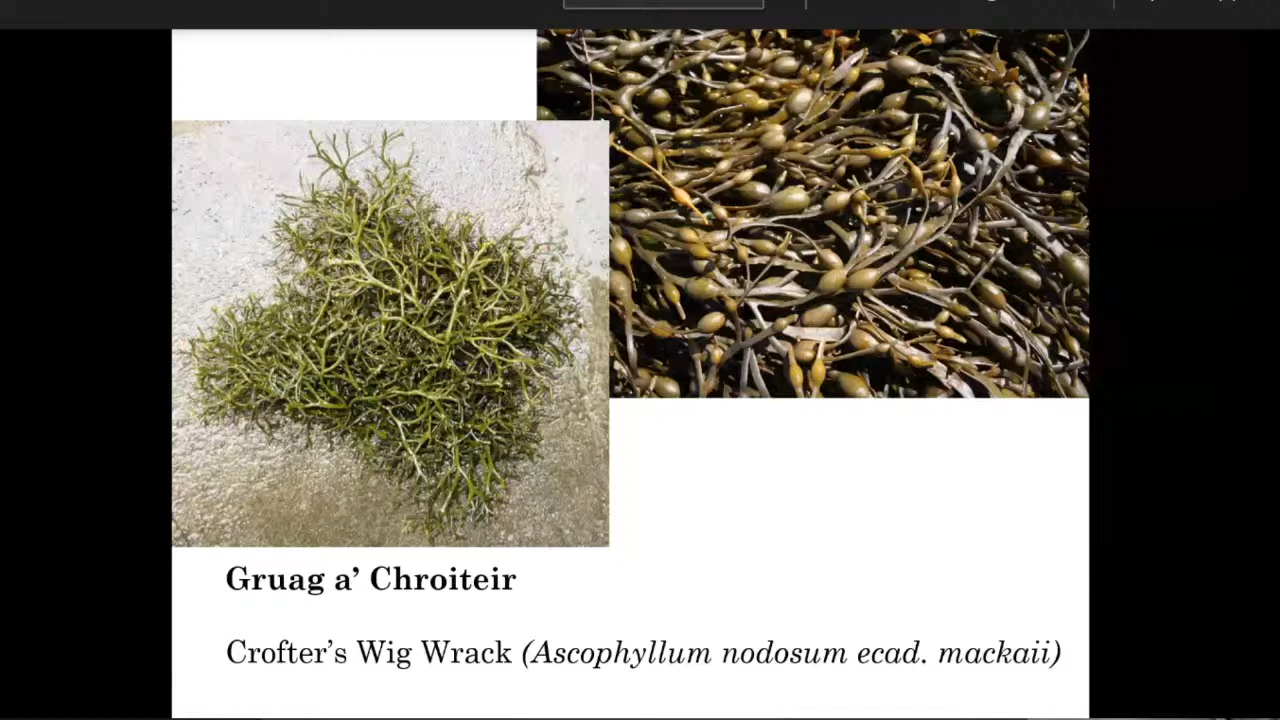 Gruag a’ Chroiteir
Crofter’s Wig Wrack (Ascophyllum nodosum ecad. mackaii)